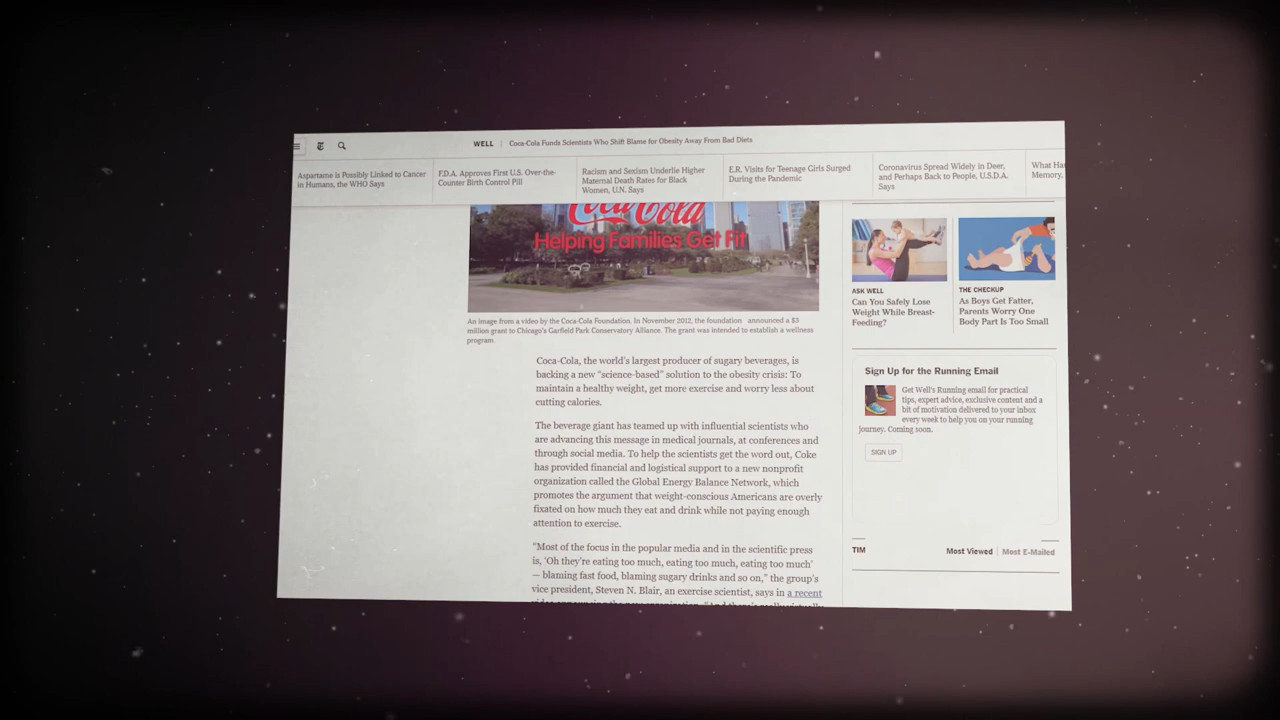 WELL | Coca-Cola Funds Scientists Who Shift Blame for Obesity Away From Bad Diets
Aspartame is Possibly Linked to Cancer
in Humans, the WHO Says
F.D.A. Approves First U.S. Over-the-
Counter Birth Control Pill
Racism and Sexism Underlie Higher
Maternal Death Rates for Black
Women, U.N. Says
E.R. Visits for Teenage Girls Surged
During the Pandemic
Coronavirus Spread Widely in Deer,
and Perhaps Back to People, U.S.D.A.
Says
What
Memory,
Coca-Cola
Helping Families Get Fit
An image from a video by the Coca-Cola Foundation. In November 2012, the foundation announced a $3
million grant to Chicago's Garfield Park Conservatory Alliance. The grant was intended to establish a wellness
program.
Coca-Cola, the world's largest producer of sugary beverages, is
backing a new "science-based" solution to the obesity crisis: To
maintain a healthy weight, get more exercise and worry less about
cutting calories.
The beverage giant has teamed up with influential scientists who
are advancing this message in medical journals, at conferences and
through social media. To help the scientists get the word out, Coke
has provided financial and logistical support to a new nonprofit
organization called the Global Energy Balance Network, which
promotes the argument that weight-conscious Americans are overly
fixated on how much they eat and drink while not paying enough
attention to exercise.
"Most of the focus in the popular media and in the scientific press
is, 'Oh they're eating too much, eating too much, eating too much'
— blaming fast food, blaming sugary drinks and so on," the group's
vice president, Steven N. Blair, an exercise scientist, says in a recent
ASK WELL
Can You Safely Lose
Weight While Breast-
Feeding?
THE CHECKUP
As Boys Get Fatter,
Parents Worry One
Body Part Is Too Small
Sign Up for the Running Email
Get Well's Running email for practical
tips, expert advice, exclusive content and a
bit of motivation delivered to your inbox
every week to help you on your running
journey. Coming soon.
SIGN UP
TIM
Most Viewed | Most E-Mailed